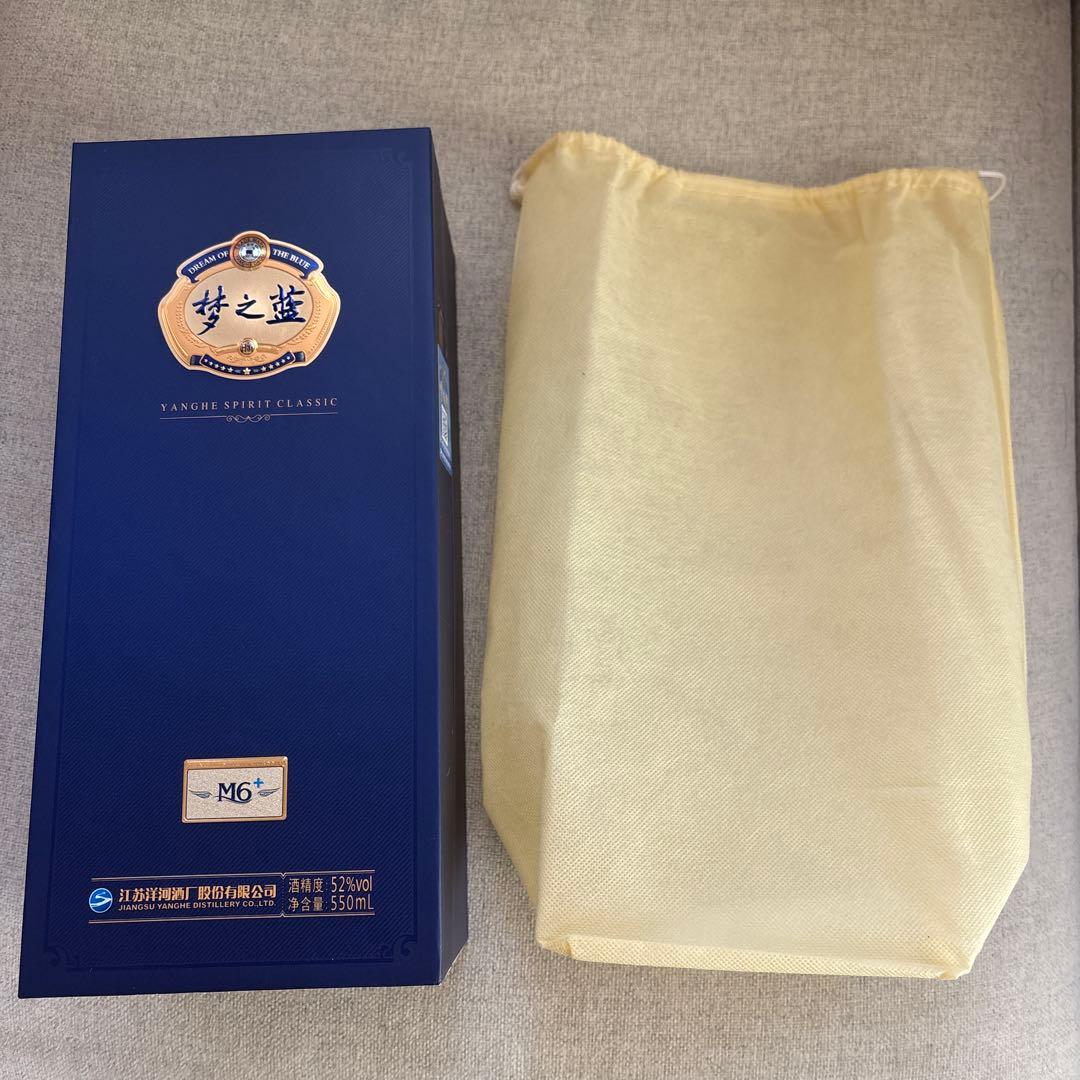 DREAM OF THE BLUE
梦之蓝
YANGHE SPIRIT CLASSIC
M6+
江苏洋河酒厂股份有限公司
JIANGSU YANGHE DISTILLERY CO.,LTD.
酒精度:52%vol
净含量:550mL